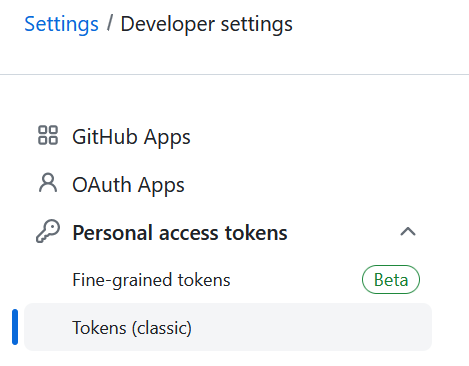 Settings / Developer settings
GitHub Apps
OAuth Apps
Personal access tokens
Fine-grained tokens Beta
Tokens (classic)